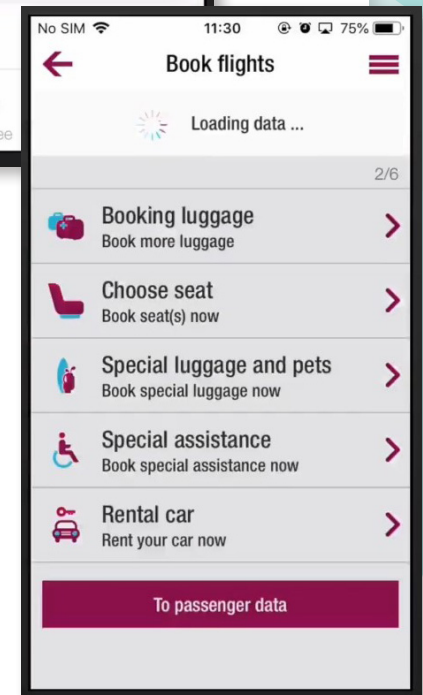 No SIM 11:30 75%
Book flights
Loading data ...
ee
2/6
Booking luggage
Book more luggage
Choose seat
Book seat(s) now
Special luggage and pets
Book special luggage now
Special assistance
Book special assistance now
Rental car
Rent your car now
To passenger data